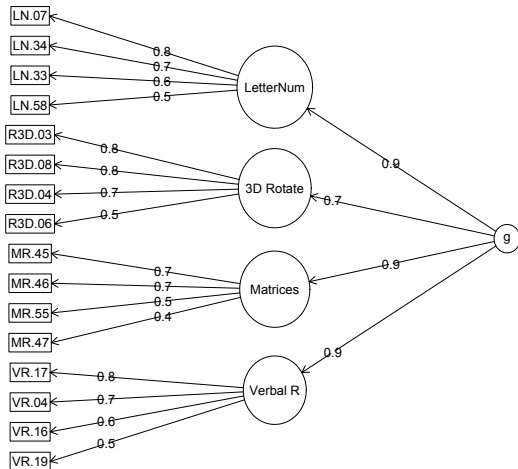 LN.07
LN.34
LN.33
LN.58
0.8
0.7
0.6
0.5
LetterNum
R3D.03
R3D.08
R3D.04
R3D.06
0.8
0.8
0.7
0.5
3D Rotate
MR.45
MR.46
MR.55
MR.47
0.7
0.7
0.5
0.4
Matrices
VR.17
VR.04
VR.16
VR.19
0.8
0.7
0.6
0.5
Verbal R
0.9
0.7
0.9
0.9
g